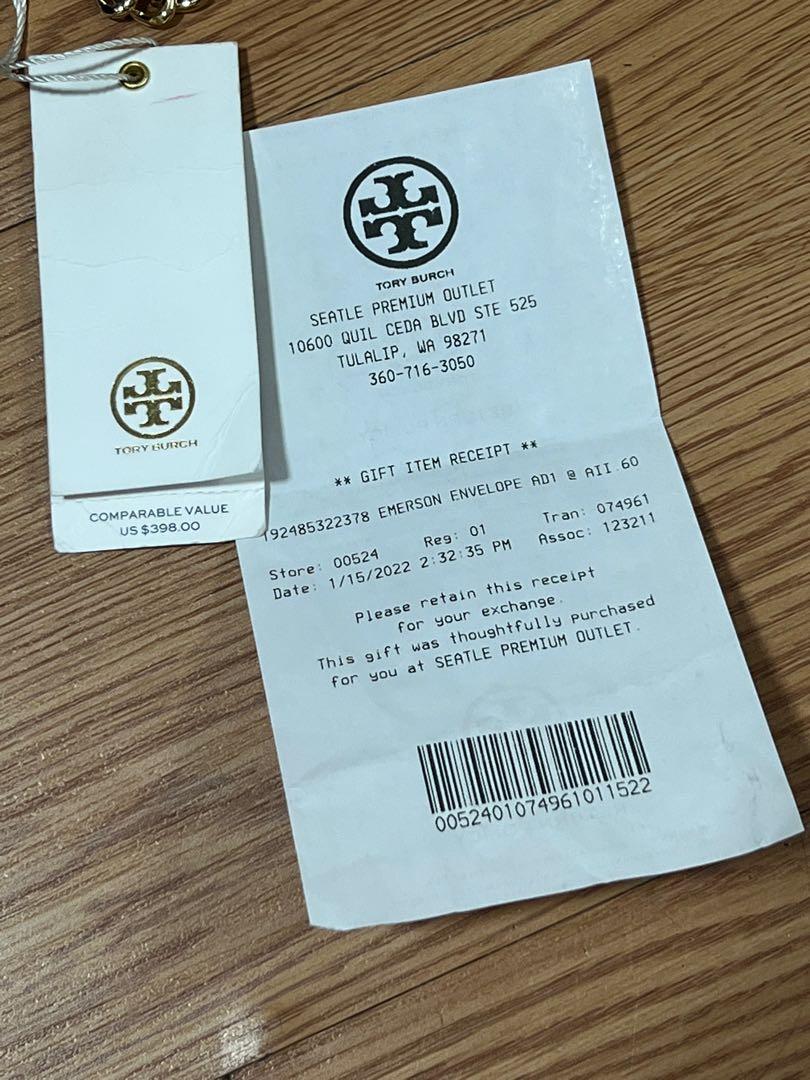 TORY BURCH
COMPARABLE VALUE
US $398.00
TORY BURCH
SEATLE PREMIUM OUTLET
10600 QUIL CEDA BLVD STE 525
TULALIP, WA 98271
360-716-3050
** GIFT ITEM RECEIPT **
192485322378 EMERSON ENVELOPE AD1 @ AII.60
Store: 00524 Reg: 01 Tran: 074961
Date: 1/15/2022 2:32:35 PM Assoc: 123211
Please retain this receipt
for your exchange.
This gift was thoughtfully purchased
for you at SEATLE PREMIUM OUTLET.
005240107496101​1522